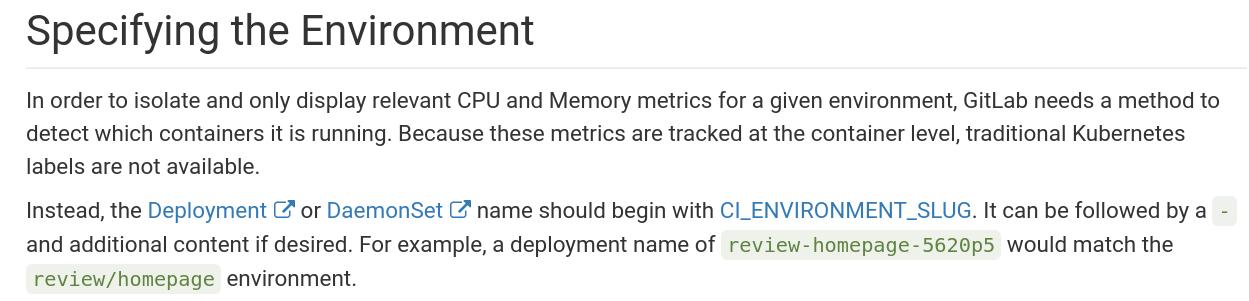 Specifying the Environment
In order to isolate and only display relevant CPU and Memory metrics for a given environment, GitLab needs a method to
detect which containers it is running. Because these metrics are tracked at the container level, traditional Kubernetes
labels are not available.
Instead, the Deployment or DaemonSet name should begin with CI_ENVIRONMENT_SLUG. It can be followed by a -
and additional content if desired. For example, a deployment name of review-homepage-5620p5 would match the
review/homepage environment.